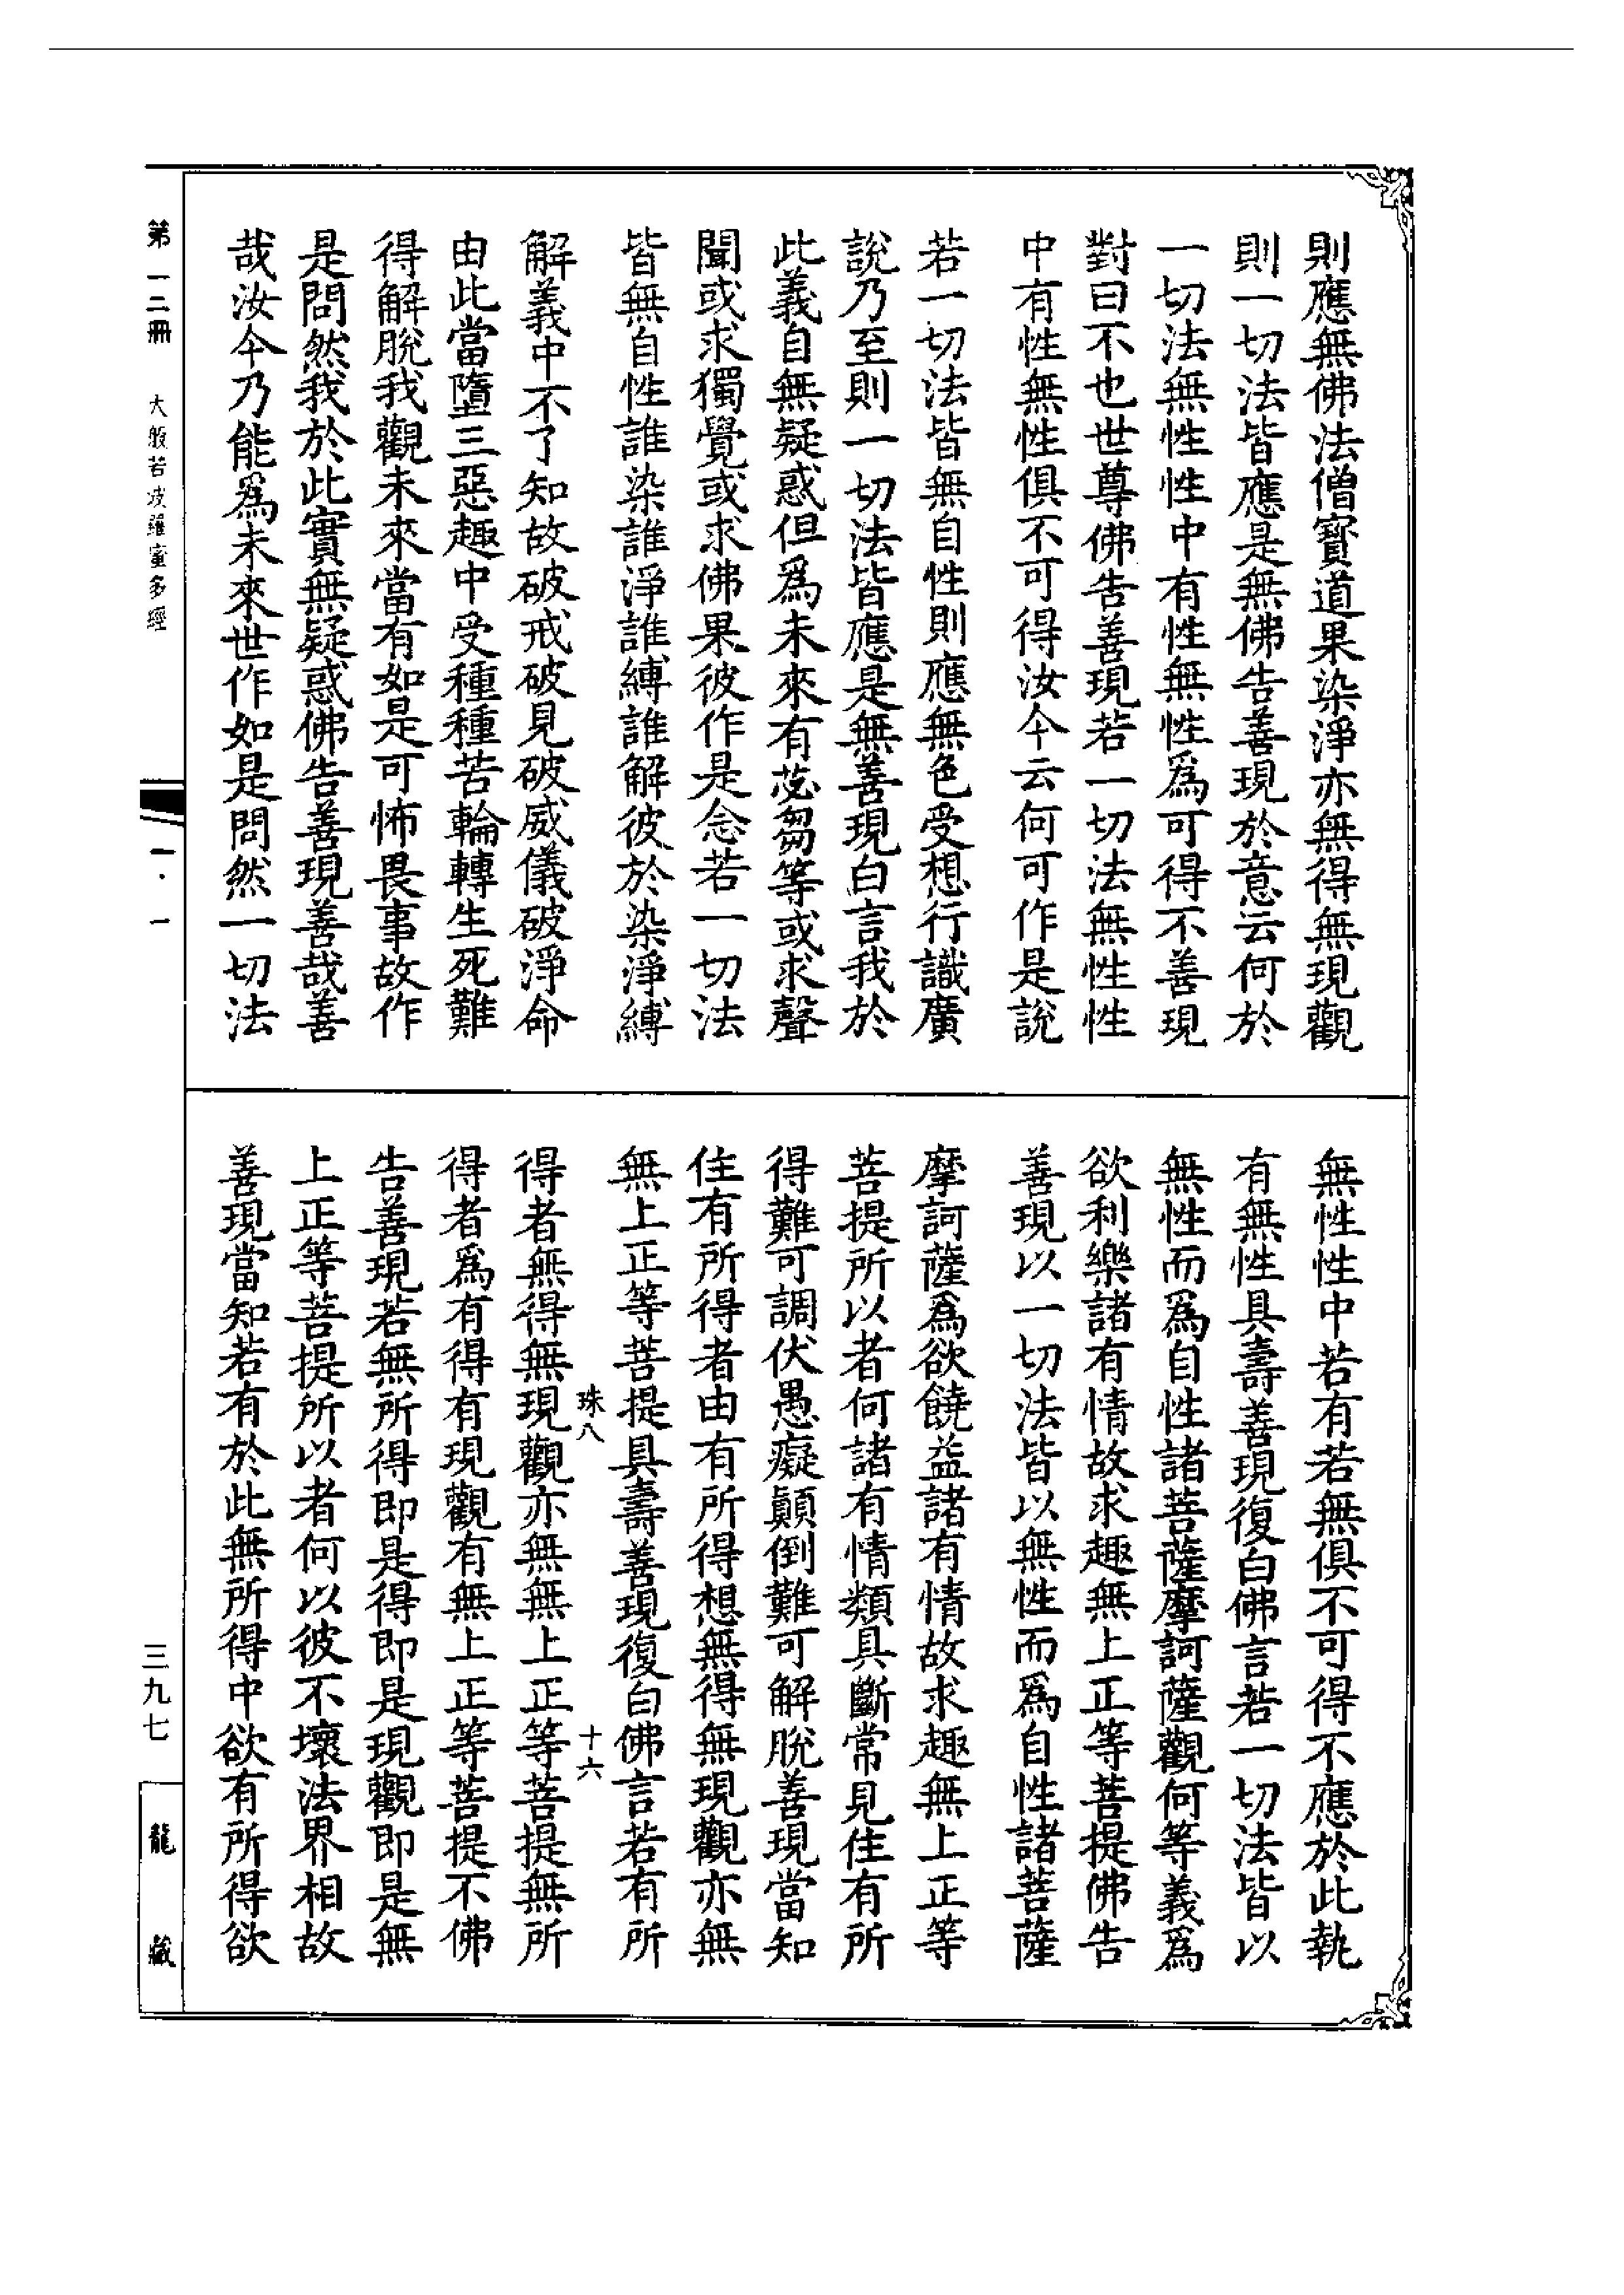 則應無佛法僧寳道果染淨亦無得無現觀
則一切法皆應是無佛告善現於意云何於
一切法無性性中有性無性爲可得不善現
對曰不也世尊佛告善現若一切法無性性
中有性無性俱不可得汝今云何可作是説
若一切法皆無自性則應無色受想行識廣
説乃至則一切法皆應是無善現白言我於
此義自無疑惑但爲未來有苾芻等或求聲
聞或求獨覺或求佛果彼作是念若一切法
皆無自性誰染誰淨誰縛誰解彼於染淨縛
解義中不了知故破戒破見破威儀破淨命
由此當墮三惡趣中受種種苦輪轉生死難
得解脫我觀未來當有如是可怖畏事故作
是問然我於此實無疑惑佛告善現善哉善
哉汝今乃能爲未來世作如是問然一切法
無性性中若有若無俱不可得不應於此執
有無性具壽善現復白佛言若一切法皆以
無性而爲自性諸菩薩摩訶薩觀何等義爲
欲利樂諸有情故求趣無上正等菩提佛告
善現以一切法皆以無性而爲自性諸菩薩
摩訶薩爲欲饒益諸有情故求趣無上正等
菩提所以者何諸有情類具斷常見住有所
得難可調伏愚癡顛倒難可解脫善現當知
住有所得者由有所得想無得無現觀亦無
無上正等菩提具壽善現復白佛言若有所
珠八 十六
得者無得無現觀亦無無上正等菩提無所
得者爲有得有現觀有無上正等菩提不佛
告善現若無所得即是得即是現觀即是無
上正等菩提所以者何以彼不壞法界相故
善現當知若有於此無所得中欲有所得欲
第一二冊 大般若波羅蜜多經
一·一
三九七
龍藏